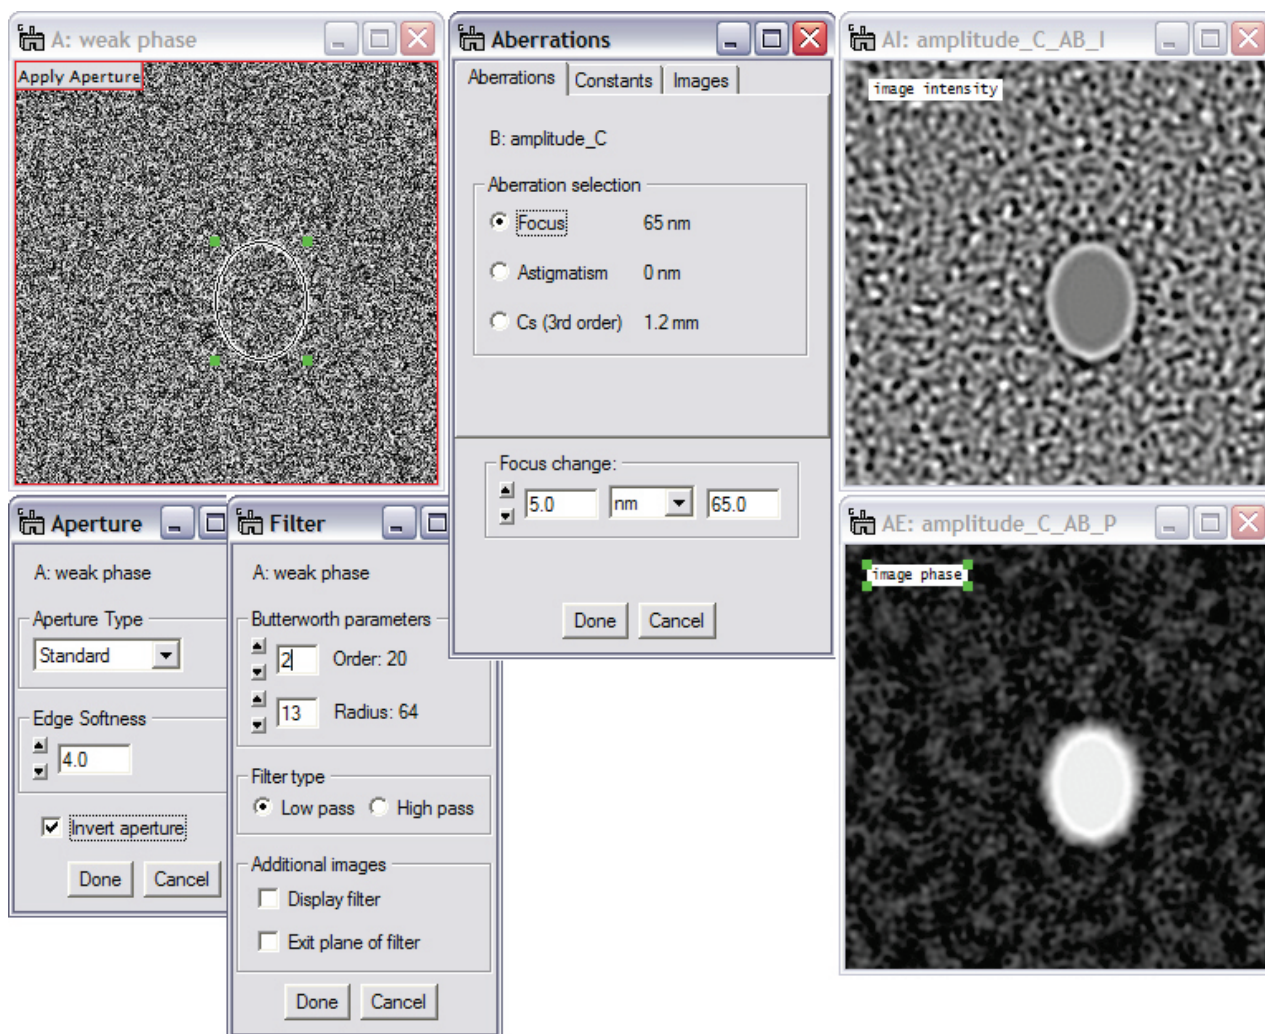 A: weak phase
Apply Aperture
Aberrations
Aberrations Constants Images
B: amplitude_C
Aberration selection
Focus 65 nm
Astigmatism 0 nm
Cs (3rd order) 1.2 mm
Focus change:
5.0 nm 65.0
Done Cancel
AI: amplitude_C_AB_I
image intensity
Aperture
A: weak phase
Aperture Type
Standard
Edge Softness
4.0
Invert aperture
Done Cancel
Filter
A: weak phase
Butterworth parameters
2 Order: 20
13 Radius: 64
Filter type
Low pass High pass
Additional images
Display filter
Exit plane of filter
Done Cancel
AE: amplitude_C_AB_P
image phase